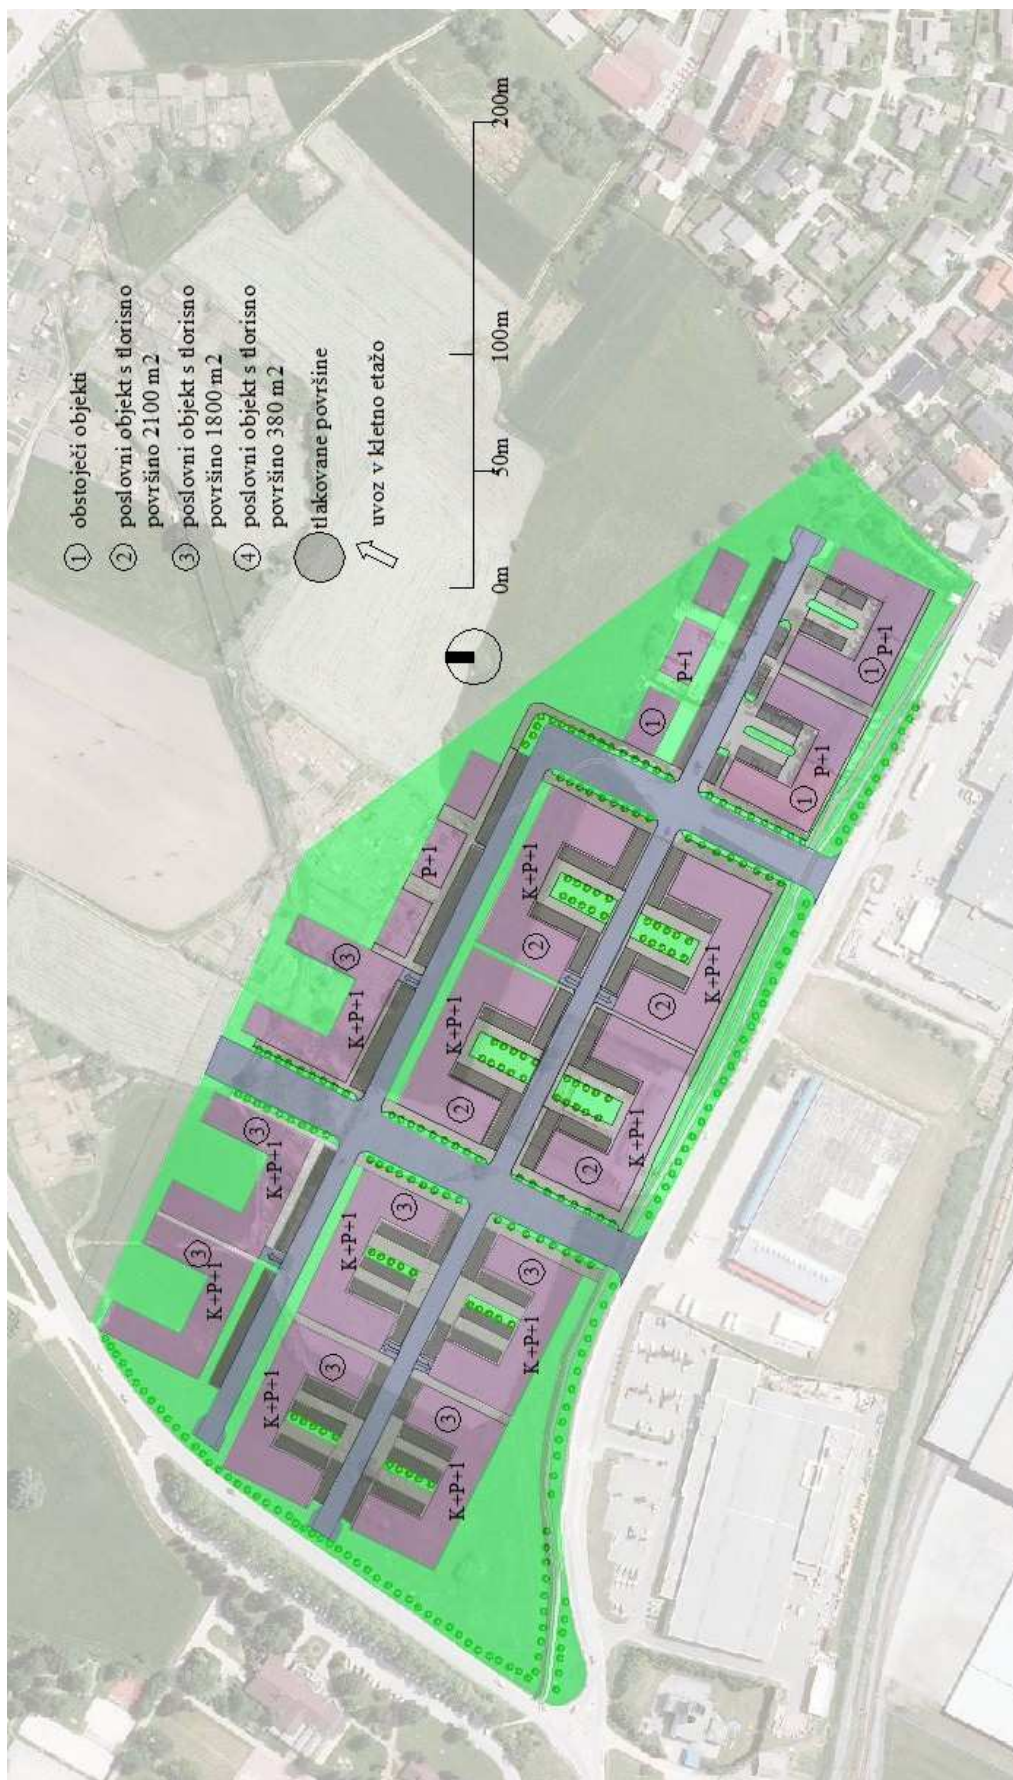 1 obstoječi objekti
2 poslovni objekt s tlorisno
površino 2100 m2
3 poslovni objekt s tlorisno
površino 1800 m2
4 poslovni objekt s tlorisno
površino 380 m2
tlakovane površine
uvoz v kletno etažo
0m 50m 100m 200m
3
K+P+1
3
K+P+1
3
K+P+1
P+1
K+P+1
3
K+P+1
3
K+P+1
2
K+P+1
2
1
P+1
K+P+1
3
K+P+1
3
K+P+1
2
K+P+1
2
P+1
1
P+1
1